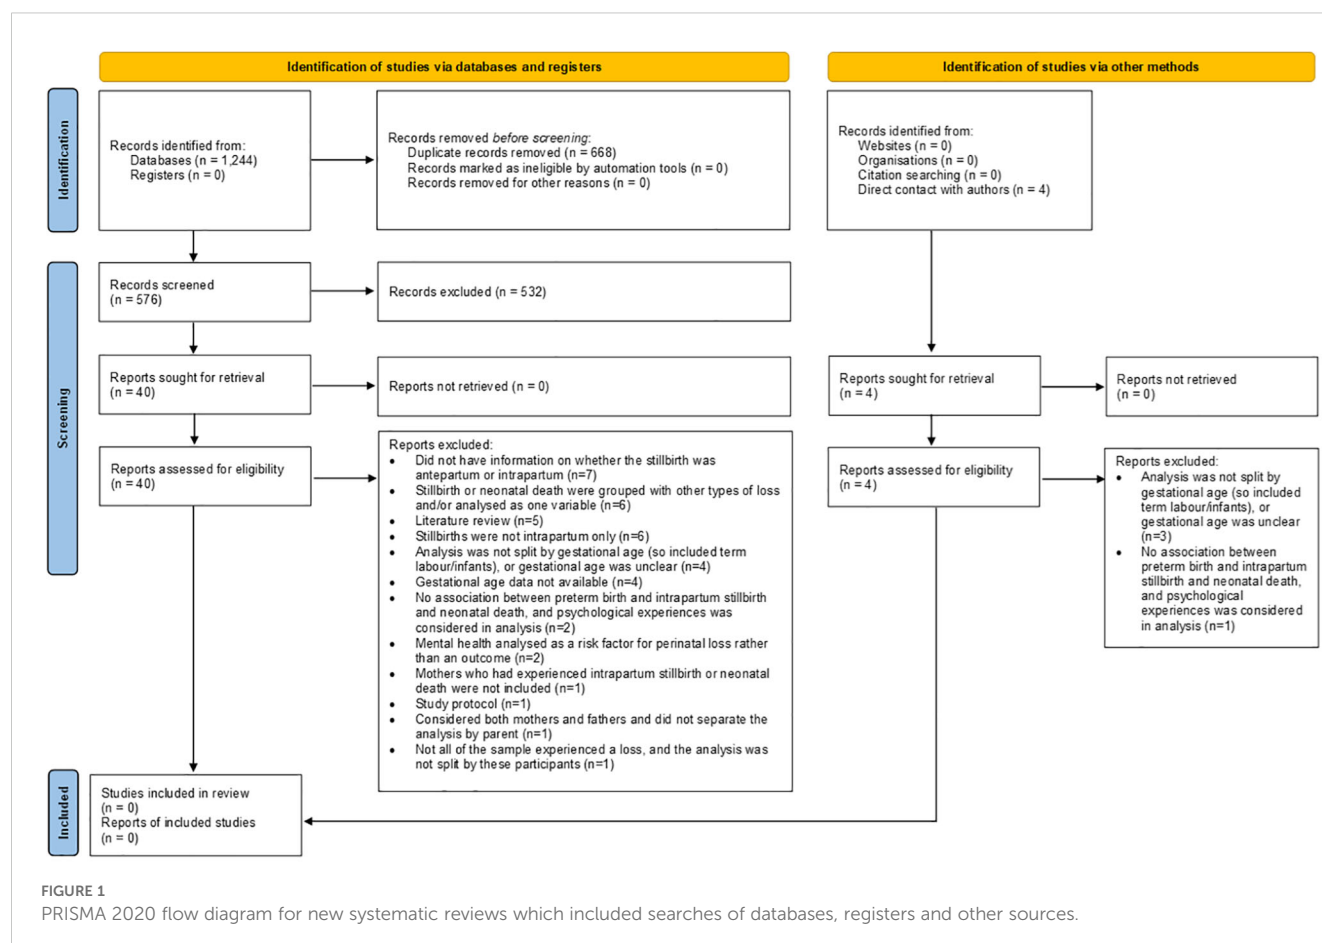 Identification of studies via databases and registers
Identification of studies via other methods
Identification
Records identified from:
Databases (n = 1,244)
Registers (n = 0)
Records removed before screening:
Duplicate records removed (n = 668)
Records marked as ineligible by automation tools (n = 0)
Records removed for other reasons (n = 0)
Records identified from:
Websites (n = 0)
Organisations (n = 0)
Citation searching (n = 0)
Direct contact with authors (n = 4)
Screening
Records screened
(n = 576)
Records excluded (n = 532)
Reports sought for retrieval
(n = 40)
Reports not retrieved (n = 0)
Reports sought for retrieval
(n = 4)
Reports not retrieved
(n = 0)
Reports assessed for eligibility
(n = 40)
Reports excluded:
• Did not have information on whether the stillbirth was
antepartum or intrapartum (n=7)
• Stillbirth or neonatal death were grouped with other types of loss
and/or analysed as one variable (n=6)
• Literature review (n=5)
• Stillbirths were not intrapartum only (n=6)
• Analysis was not split by gestational age (so included term
labour/infants), or gestational age was unclear (n=4)
• Gestational age data not available (n=4)
• No association between preterm birth and intrapartum stillbirth
and neonatal death, and psychological experiences was
considered in analysis (n=2)
• Mental health analysed as a risk factor for perinatal loss rather
than an outcome (n=2)
• Mothers who had experienced intrapartum stillbirth or neonatal
death were not included (n=1)
• Study protocol (n=1)
• Considered both mothers and fathers and did not separate the
analysis by parent (n=1)
• Not all of the sample experienced a loss, and the analysis was
not split by these participants (n=1)
Reports assessed for eligibility
(n = 4)
Reports excluded:
• Analysis was not split by
gestational age (so included
term labour/infants), or
gestational age was unclear
(n=3)
• No association between
preterm birth and intrapartum
stillbirth and neonatal death,
and psychological
experiences was considered
in analysis (n=1)
Included
Studies included in review
(n = 0)
Reports of included studies
(n = 0)
FIGURE 1
PRISMA 2020 flow diagram for new systematic reviews which included searches of databases, registers and other sources.